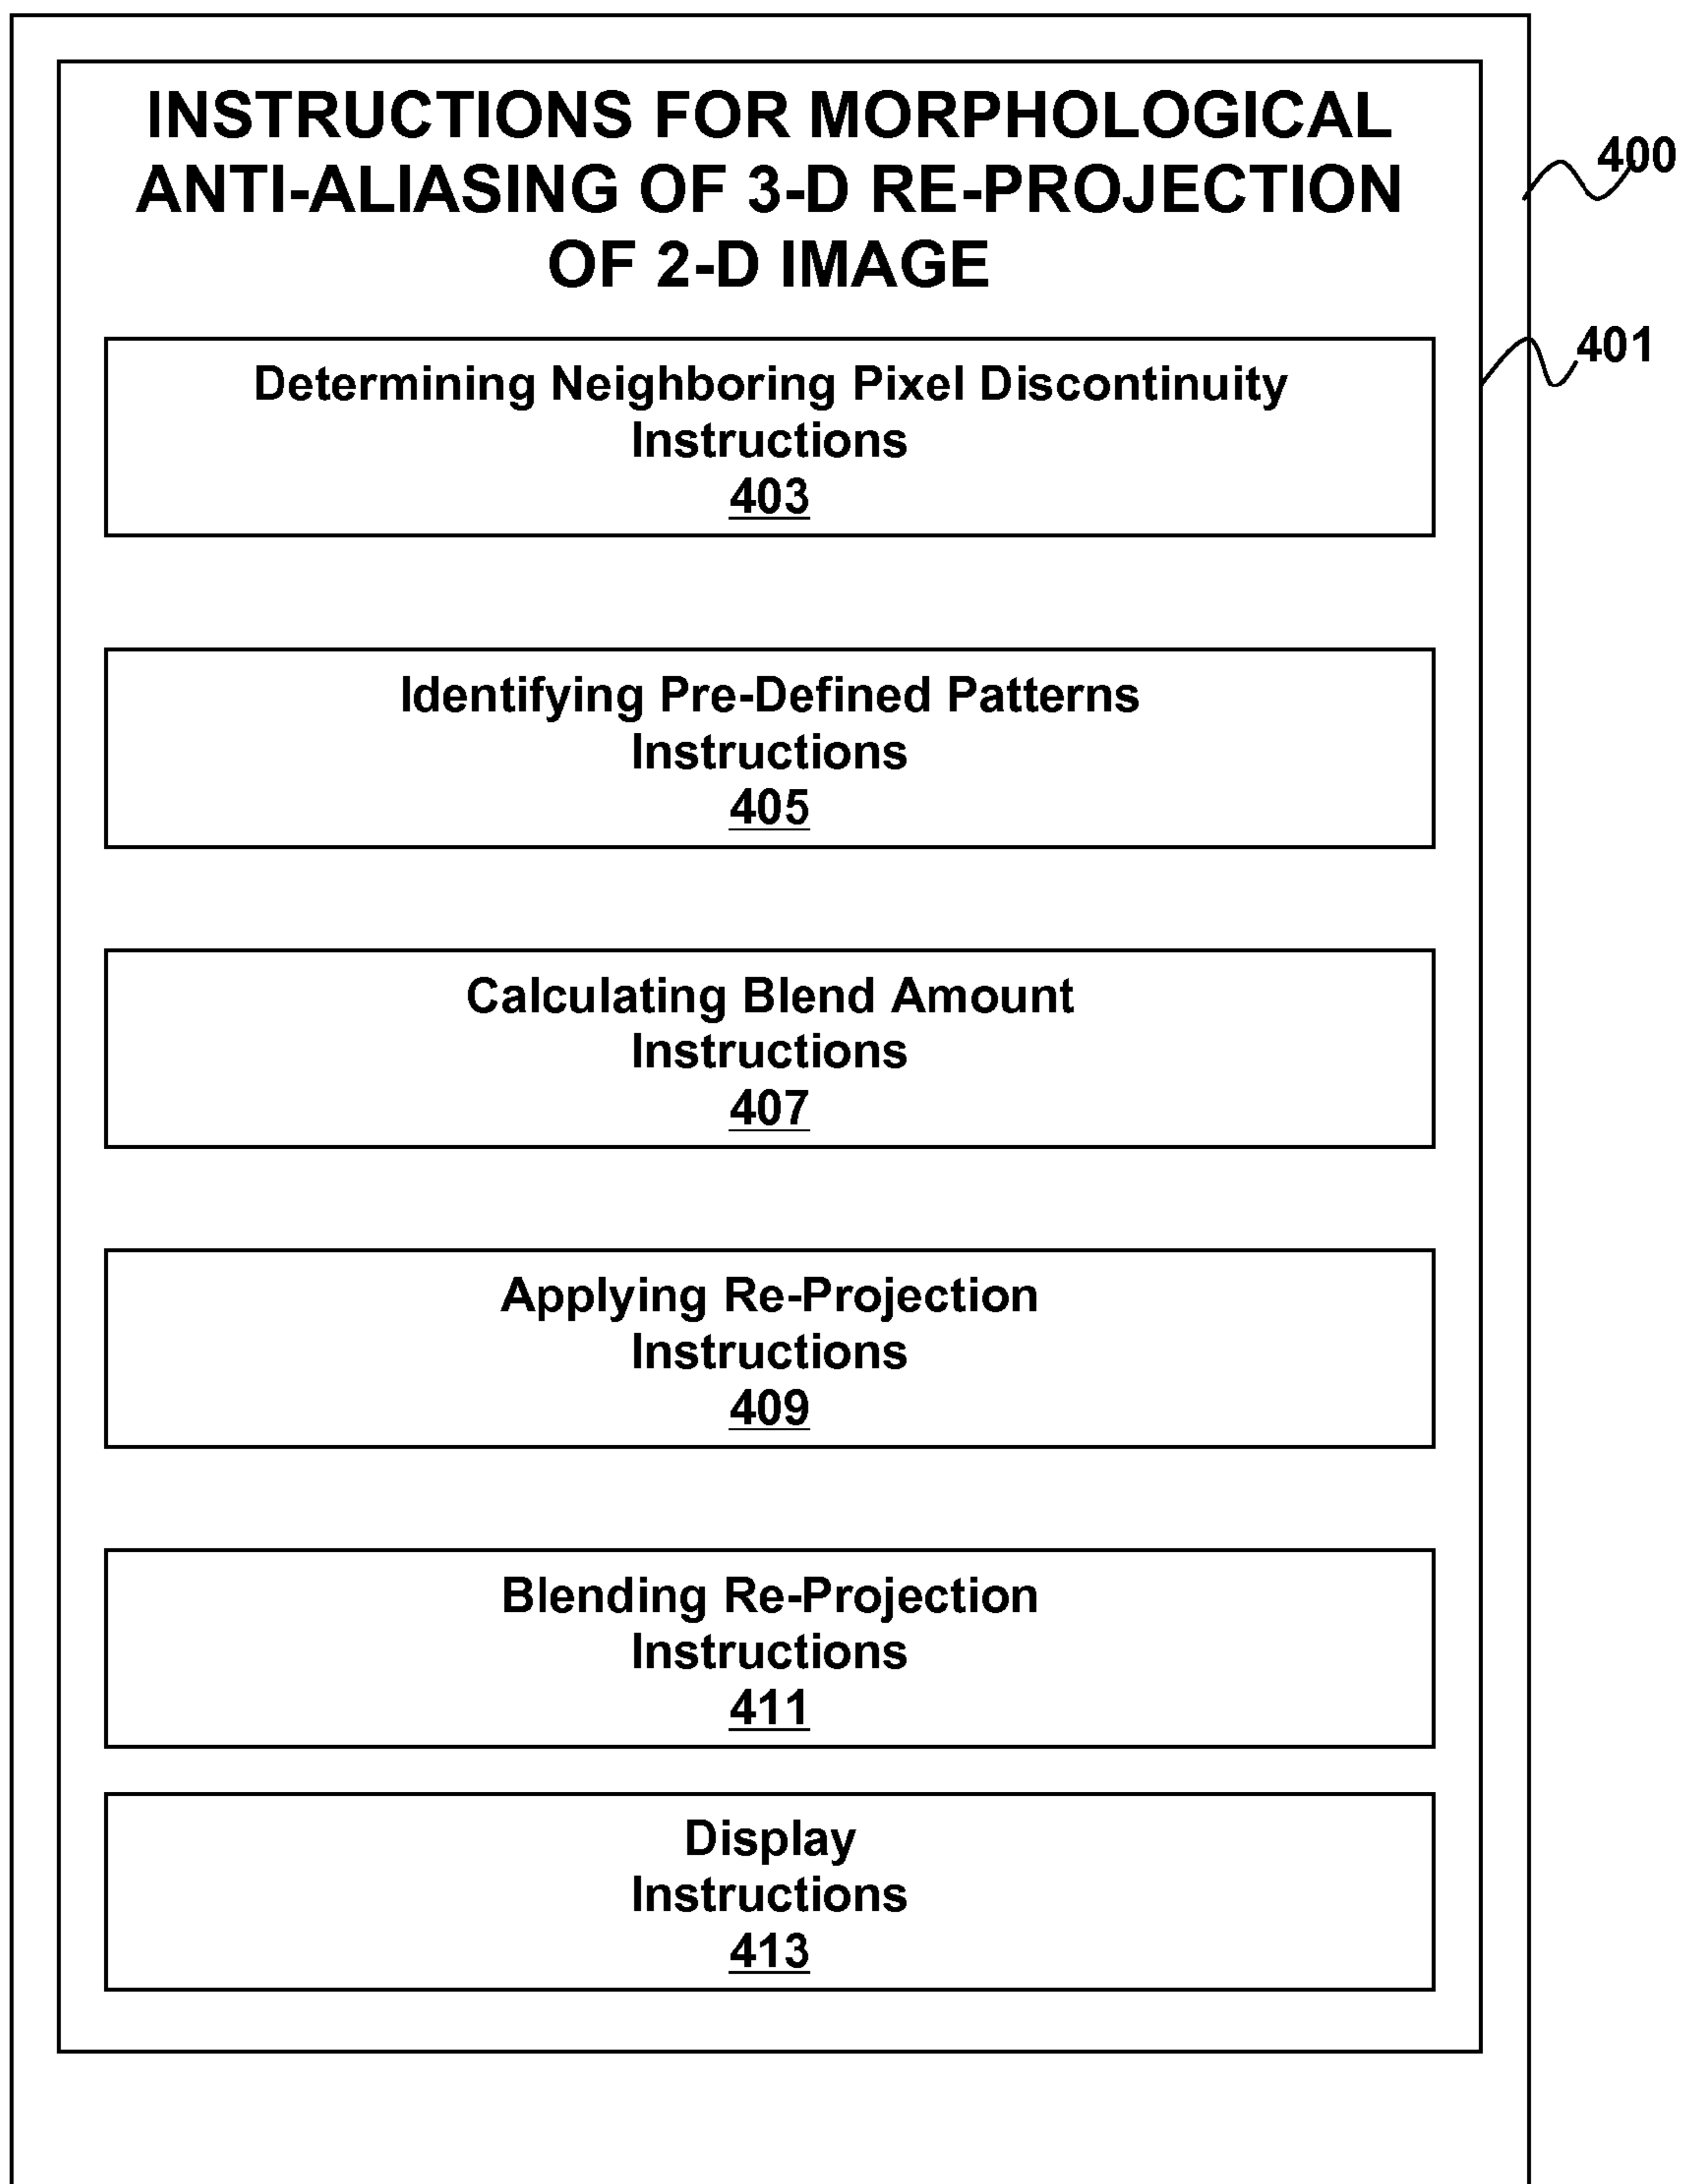 INSTRUCTIONS FOR MORPHOLOGICAL
ANTI-ALIASING OF 3-D RE-PROJECTION
OF 2-D IMAGE
400
401
Determining Neighboring Pixel Discontinuity
Instructions
403
Identifying Pre-Defined Patterns
Instructions
405
Calculating Blend Amount
Instructions
407
Applying Re-Projection
Instructions
409
Blending Re-Projection
Instructions
411
Display
Instructions
413